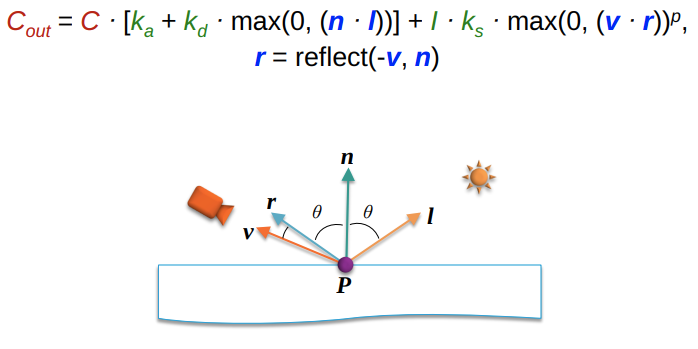 C_out = C · [k_a + k_d · max(0, (n · l))] + I · k_s · max(0, (v · r))^p,
r = reflect(-v, n)
n
r θ θ l
v
P